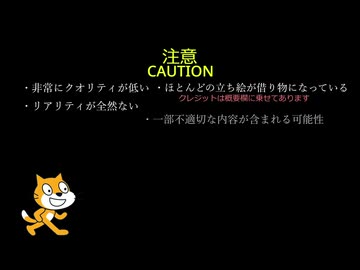 注意
CAUTION
・非常にクオリティが低い ・ほとんどの立ち絵が借り物になっている
クレジットは概要欄に乗せてあります
・リアリティが全然ない
・一部不適切な内容が含まれる可能性